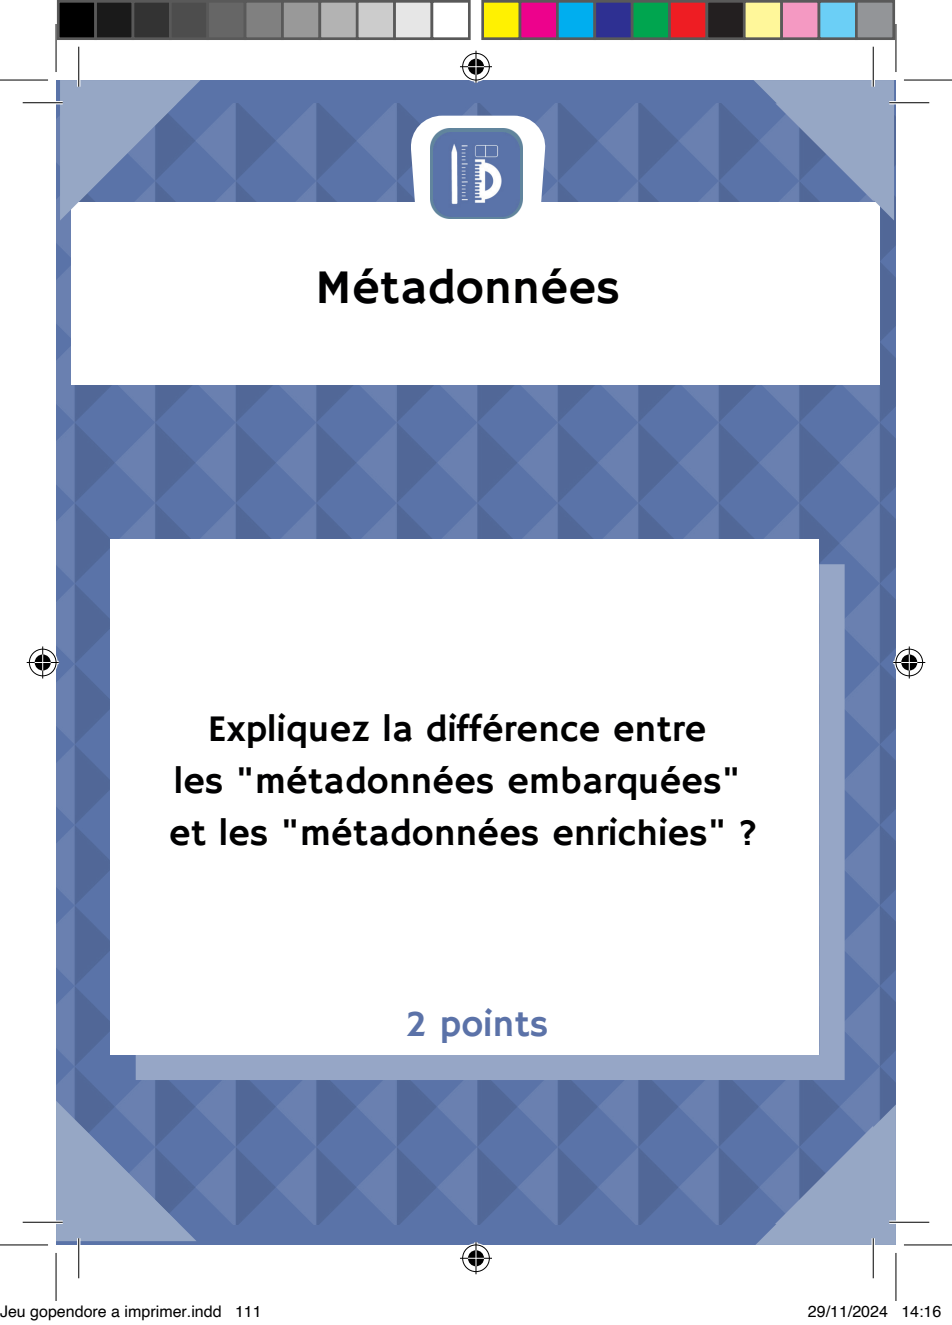 Métadonnées
Expliquez la différence entre
les "métadonnées embarquées"
et les "métadonnées enrichies" ?
2 points
Jeu gopendore a imprimer.indd 111
29/11/2024 14:16